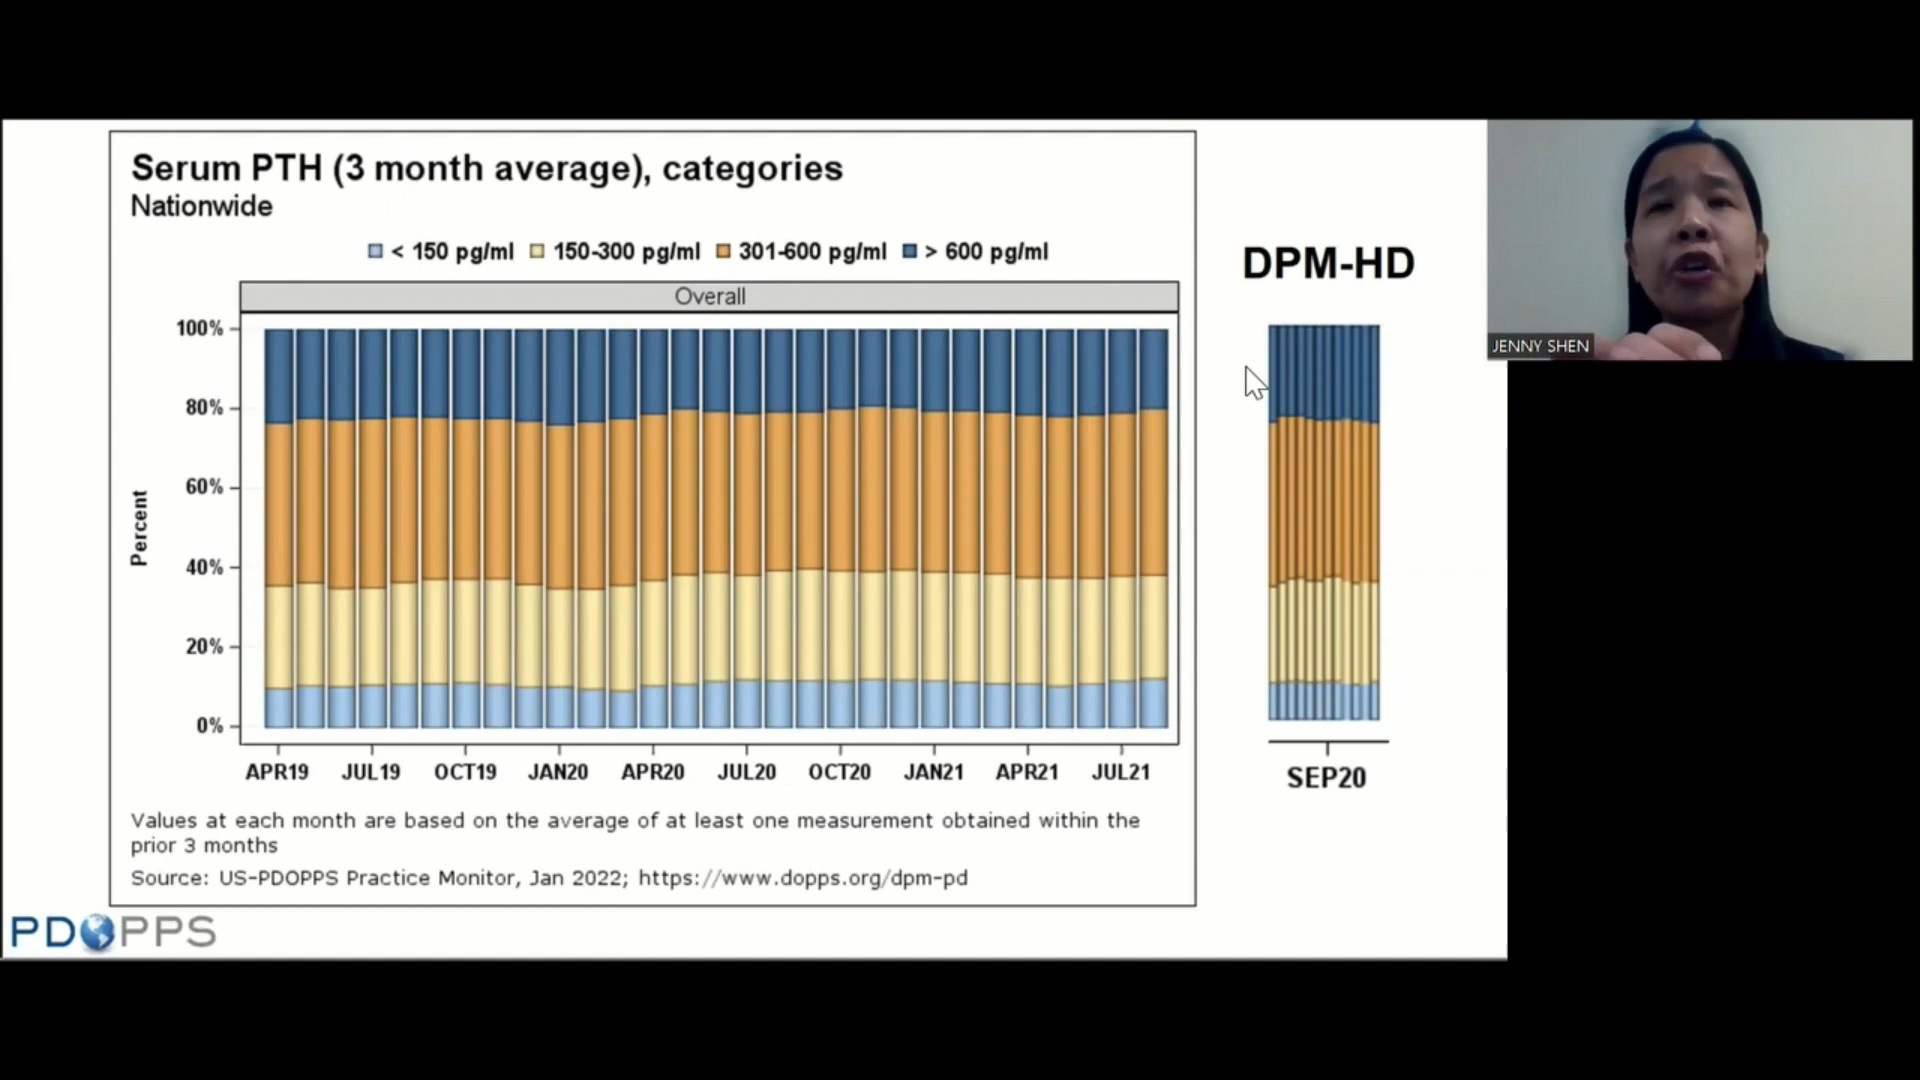 Serum PTH (3 month average), categories
Nationwide
< 150 pg/ml 150-300 pg/ml 301-600 pg/ml > 600 pg/ml
Overall
100%
80%
60%
40%
20%
0%
Percent
APR19 JUL19 OCT19 JAN20 APR20 JUL20 OCT20 JAN21 APR21 JUL21
Values at each month are based on the average of at least one measurement obtained within the
prior 3 months
Source: US-PDOPPS Practice Monitor, Jan 2022; https://www.dopps.org/dpm-pd
PDOPPS
DPM-HD
SEP20
JENNY SHEN